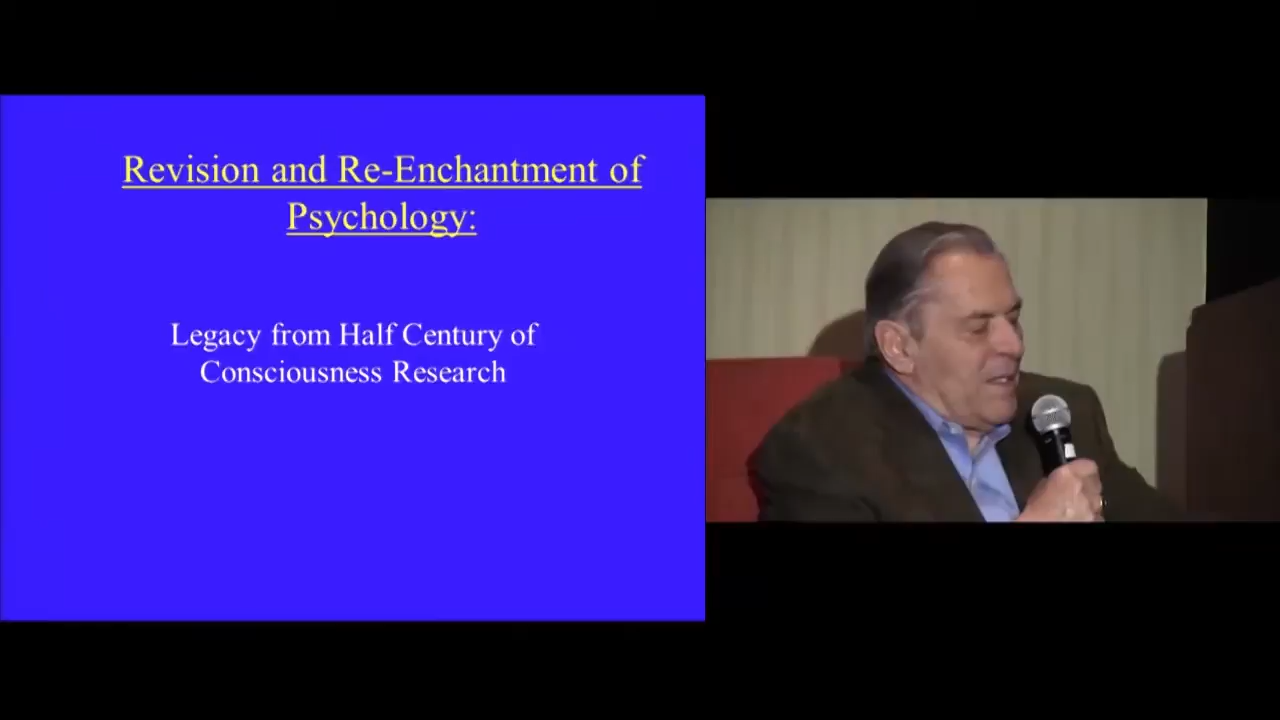 Revision and Re-Enchantment of
Psychology:
Legacy from Half Century of
Consciousness Research